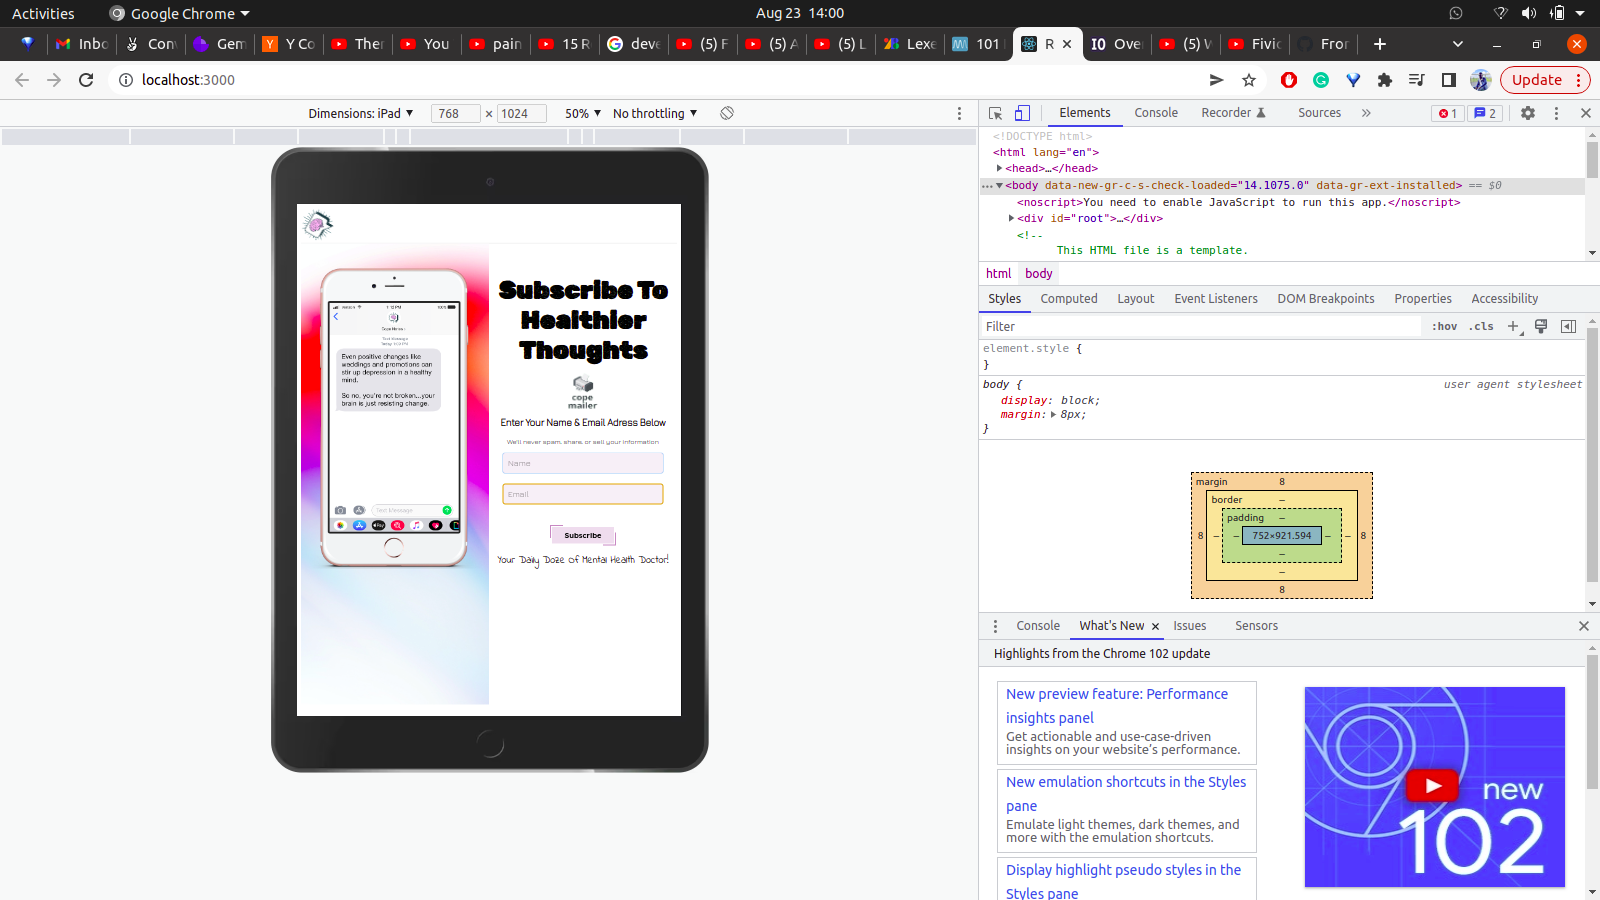 Activities
Google Chrome
Aug 23 14:00
Inbo
Con
Gem
Y Co
Ther
You
pain
15 R
deve
(5) F
(5) A
(5) L
Lexe
101
R
Over
(5) W
Fivic
Fror
localhost:3000
Update
Dimensions: iPad
768 × 1024
50%
No throttling
Elements
Console
Recorder
Sources
1
2
<!DOCTYPE html>
<html lang="en">
<head>…</head>
<body data-new-gr-c-s-check-loaded="14.1075.0" data-gr-ext-installed> == $0
<noscript>You need to enable JavaScript to run this app.</noscript>
<div id="root">…</div>
<!--
This HTML file is a template.
html
body
Styles
Computed
Layout
Event Listeners
DOM Breakpoints
Properties
Accessibility
Filter
:hov
.cls
element.style {
}
body {
user agent stylesheet
display: block;
margin: 8px;
}
margin
8
border
–
padding
–
8
–
–
752×921.594
–
–
8
–
–
8
Console
What's New
Issues
Sensors
Highlights from the Chrome 102 update
New preview feature: Performance
insights panel
Get actionable and use-case-driven
insights on your website's performance.
New emulation shortcuts in the Styles
pane
Emulate light themes, dark themes, and
more with the emulation shortcuts.
Display highlight pseudo styles in the
Styles pane
new
102
Even positive changes like
weddings and promotions can
stir up depression in a healthy
mind.
So no, you're not broken...your
brain is just resisting change.
Text Message
Subscribe To
Healthier
Thoughts
cope
mailer
Enter Your Name & Email Adress Below
We'll never spam, share, or sell your information
Name
Email
Subscribe
Your Daily Doze Of Mental Health Doctor!